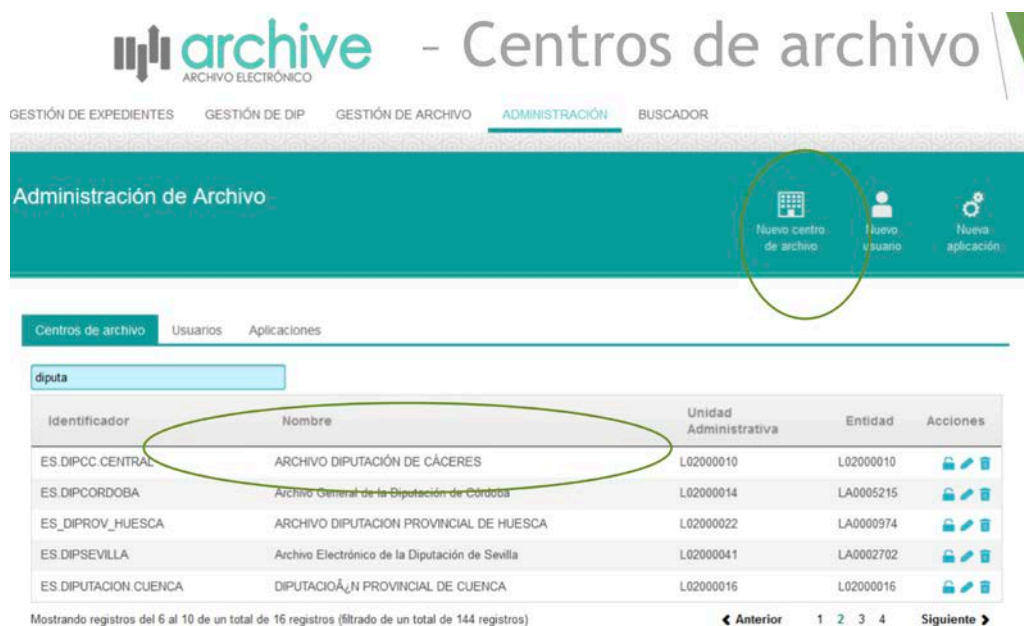 archive - Centros de archivo
ARCHIVO ELECTRÓNICO
GESTIÓN DE EXPEDIENTES GESTIÓN DE DIP GESTIÓN DE ARCHIVO ADMINISTRACIÓN BUSCADOR
Administración de Archivo
Nuevo centro de archivo
Nuevo usuario
Nueva aplicación
Centros de archivo Usuarios Aplicaciones
diputa
Identificador Nombre Unidad Administrativa Entidad Acciones
ES.DIPCC.CENTRAL ARCHIVO DIPUTACIÓN DE CÁCERES L02000010 L02000010
ES.DIPCORDOBA Archivo General de la Diputación de Córdoba L02000014 LA0005215
ES_DIPROV_HUESCA ARCHIVO DIPUTACION PROVINCIAL DE HUESCA L02000022 LA0000974
ES.DIPSEVILLA Archivo Electrónico de la Diputación de Sevilla L02000041 LA0002702
ES.DIPUTACION.CUENCA DIPUTACIOÂ¿N PROVINCIAL DE CUENCA L02000016 L02000016
Mostrando registros del 6 al 10 de un total de 16 registros (filtrado de un total de 144 registros) Anterior 1 2 3 4 Siguiente